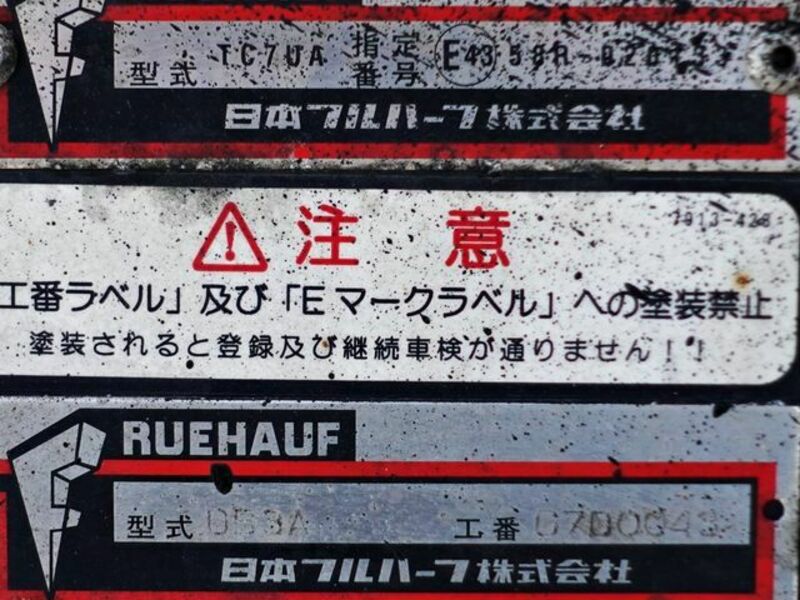 型式 TC7UA 指定番号 E43 58R-020133
日本フルハーフ株式会社
注意
工番ラベル」及び「Eマークラベル」への塗装禁止
塗装されると登録及び継続車検が通りません!!
RUEHAUF
型式 工番
日本フルハーフ株式会社